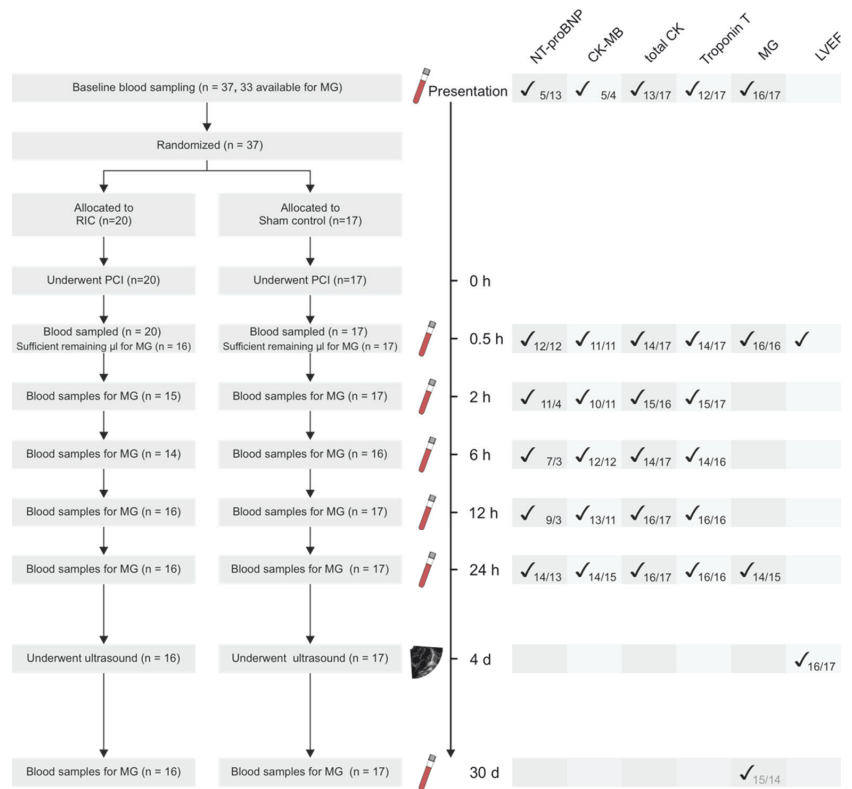 NT-proBNP CK-MB total CK Troponin T MG LVEF
Baseline blood sampling (n = 37, 33 available for MG) Presentation ✓ 5/13 ✓ 5/4 ✓ 13/17 ✓ 12/17 ✓ 16/17
Randomized (n = 37)
Allocated to
RIC (n=20)
Allocated to
Sham control (n=17)
Underwent PCI (n=20) Underwent PCI (n=17) 0 h
Blood sampled (n = 20)
Sufficient remaining µl for MG (n = 16)
Blood sampled (n = 17)
Sufficient remaining µl for MG (n = 17)
0.5 h ✓ 12/12 ✓ 11/11 ✓ 14/17 ✓ 14/17 ✓ 16/16 ✓
Blood samples for MG (n = 15) Blood samples for MG (n = 17) 2 h ✓ 11/4 ✓ 10/11 ✓ 15/16 ✓ 15/17
Blood samples for MG (n = 14) Blood samples for MG (n = 16) 6 h ✓ 7/3 ✓ 12/12 ✓ 14/17 ✓ 14/16
Blood samples for MG (n = 16) Blood samples for MG (n = 17) 12 h ✓ 9/3 ✓ 13/11 ✓ 16/17 ✓ 16/16
Blood samples for MG (n = 16) Blood samples for MG (n = 17) 24 h ✓ 14/13 ✓ 14/15 ✓ 16/17 ✓ 16/16 ✓ 14/15
Underwent ultrasound (n = 16) Underwent ultrasound (n = 17) 4 d ✓ 16/17
Blood samples for MG (n = 16) Blood samples for MG (n = 17) 30 d ✓ 15/14